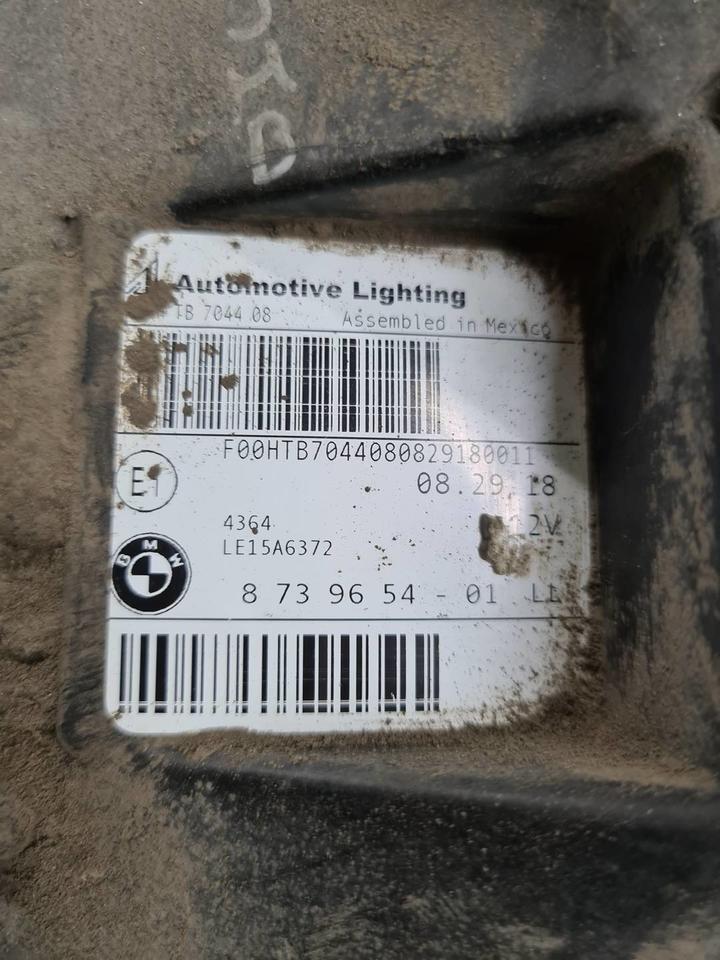 Automotive Lighting
TB 7044 08 Assembled in Mexico
F00HTB7044080829180011
08.29.18
E1
4364
12V
LE15A6372
BMW
8 73 96 54 - 01